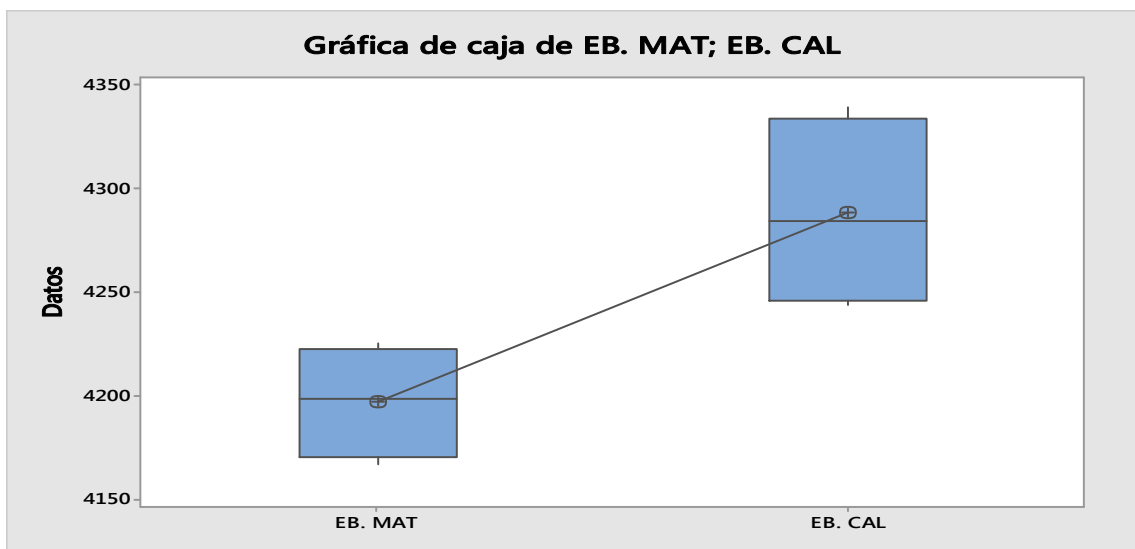 Gráfica de caja de EB. MAT; EB. CAL
4350
4300
4250
4200
4150
Datos
EB. MAT
EB. CAL